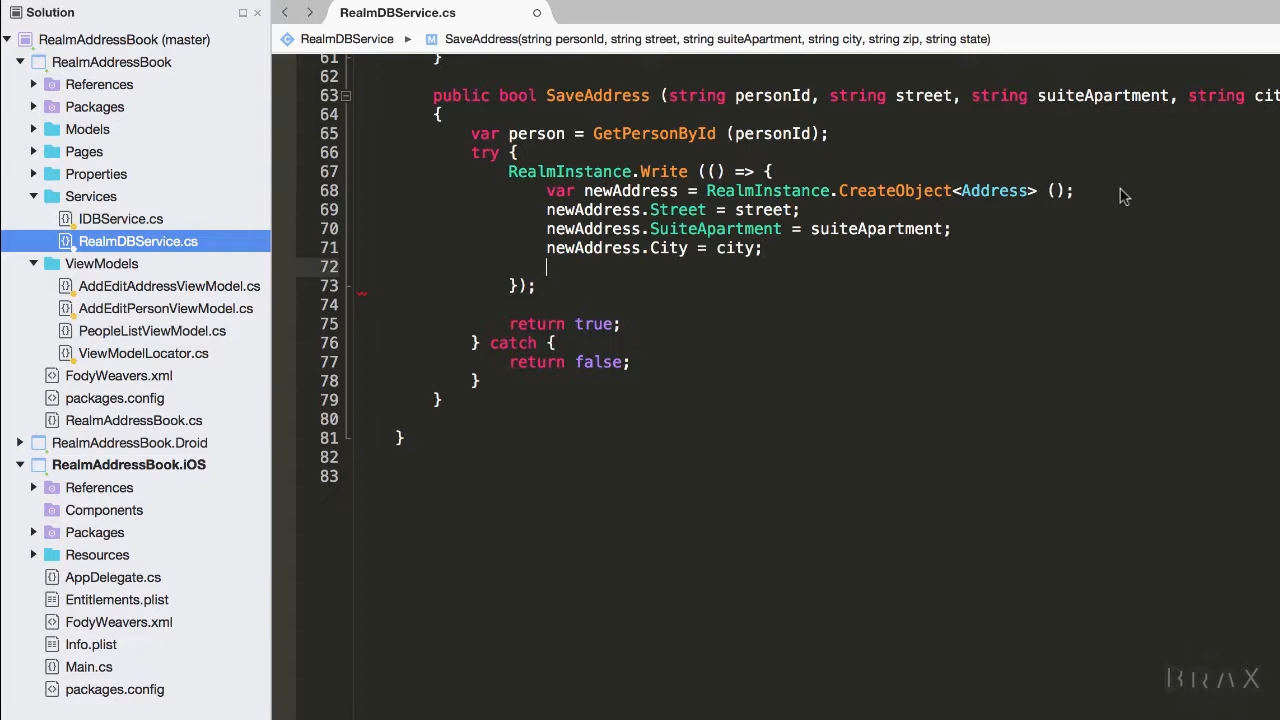 Solution
RealmAddressBook (master)
RealmAddressBook
References
Packages
Models
Pages
Properties
Services
IDBService.cs
RealmDBService.cs
ViewModels
AddEditAddressViewModel.cs
AddEditPersonViewModel.cs
PeopleListViewModel.cs
ViewModelLocator.cs
FodyWeavers.xml
packages.config
RealmAddressBook.cs
RealmAddressBook.Droid
RealmAddressBook.iOS
References
Components
Packages
Resources
AppDelegate.cs
Entitlements.plist
FodyWeavers.xml
Info.plist
Main.cs
packages.config
RealmDBService.cs
RealmDBService ▸ M SaveAddress(string personId, string street, string suiteApartment, string city, string zip, string state)
61 }
62
63 public bool SaveAddress (string personId, string street, string suiteApartment, string cit
64 {
65 var person = GetPersonById (personId);
66 try {
67 RealmInstance.Write (() => {
68 var newAddress = RealmInstance.CreateObject<Address> ();
69 newAddress.Street = street;
70 newAddress.SuiteApartment = suiteApartment;
71 newAddress.City = city;
72
73 });
74
75 return true;
76 } catch {
77 return false;
78 }
79 }
80
81 }
82
83
BRAX